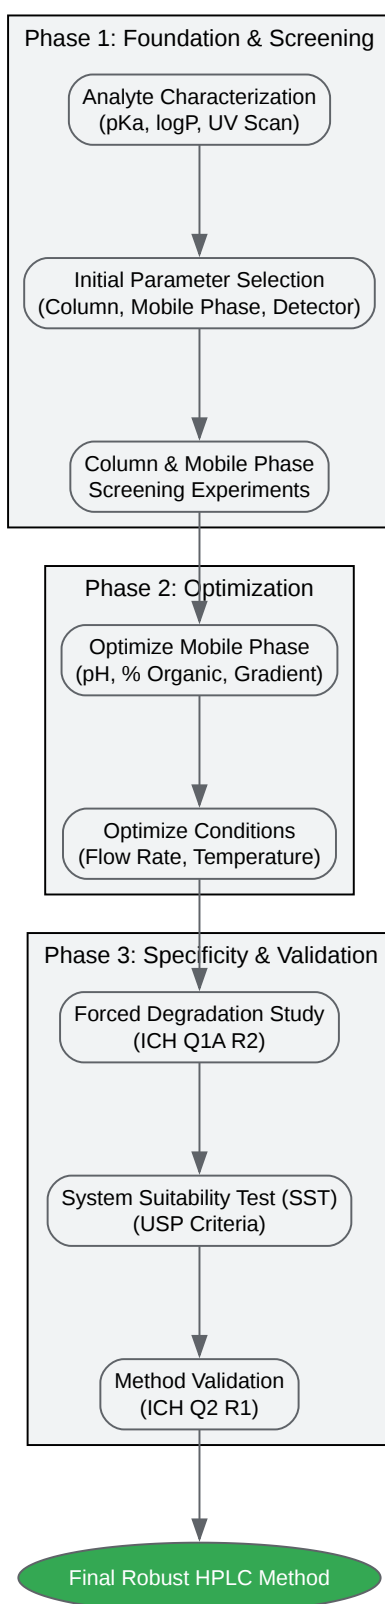 Phase 1: Foundation & Screening
Analyte Characterization
(pKa, logP, UV Scan)
Initial Parameter Selection
(Column, Mobile Phase, Detector)
Column & Mobile Phase
Screening Experiments
Phase 2: Optimization
Optimize Mobile Phase
(pH, % Organic, Gradient)
Optimize Conditions
(Flow Rate, Temperature)
Phase 3: Specificity & Validation
Forced Degradation Study
(ICH Q1A R2)
System Suitability Test (SST)
(USP Criteria)
Method Validation
(ICH Q2 R1)
Final Robust HPLC Method